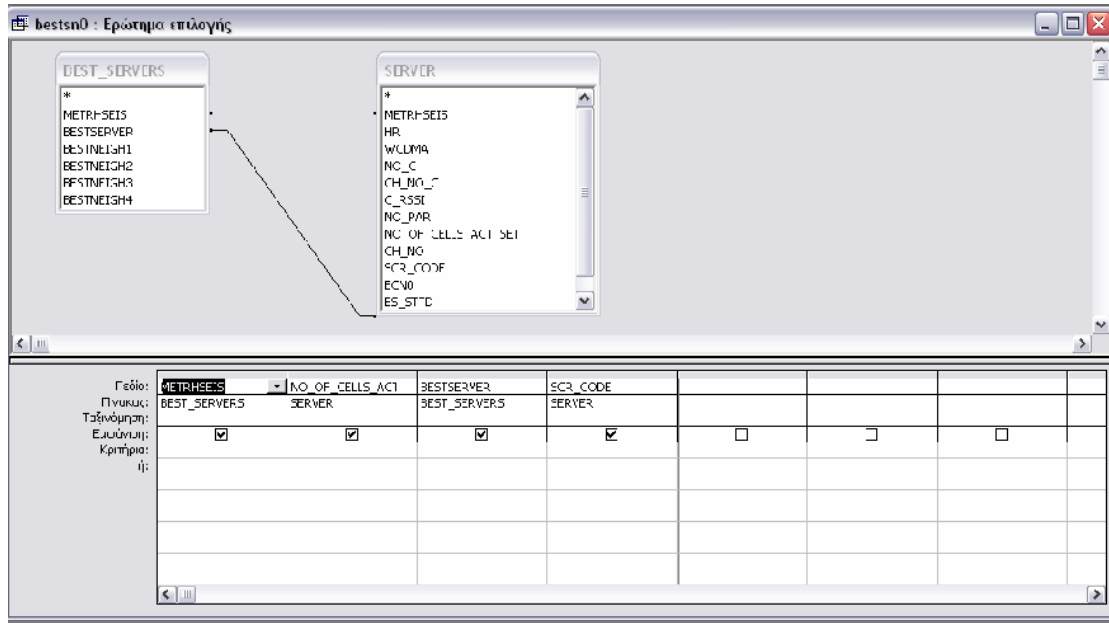 bestsn0 : Ερώτημα επιλογής
BEST_SERVERS
*
METRHSEIS
BESTSERVER
BESTNEIGH1
BESTNEIGH2
BESTNEIGH3
BESTNEIGH4
SERVER
*
METRHSEIS
HR
WCDMA
NO_C
CH_NO_C
C_RSSI
NO_PAR
NO_OF_CELLS_ACT_SET
CH_NO
SCR_CODE
ECN0
Πεδίο: METRHSEIS NO_OF_CELLS_ACT BESTSERVER SCR_CODE
Πίνακας: BEST_SERVERS SERVER BEST_SERVERS SERVER
Ταξινόμηση:
Εμφάνιση:
Κριτήρια:
ή: